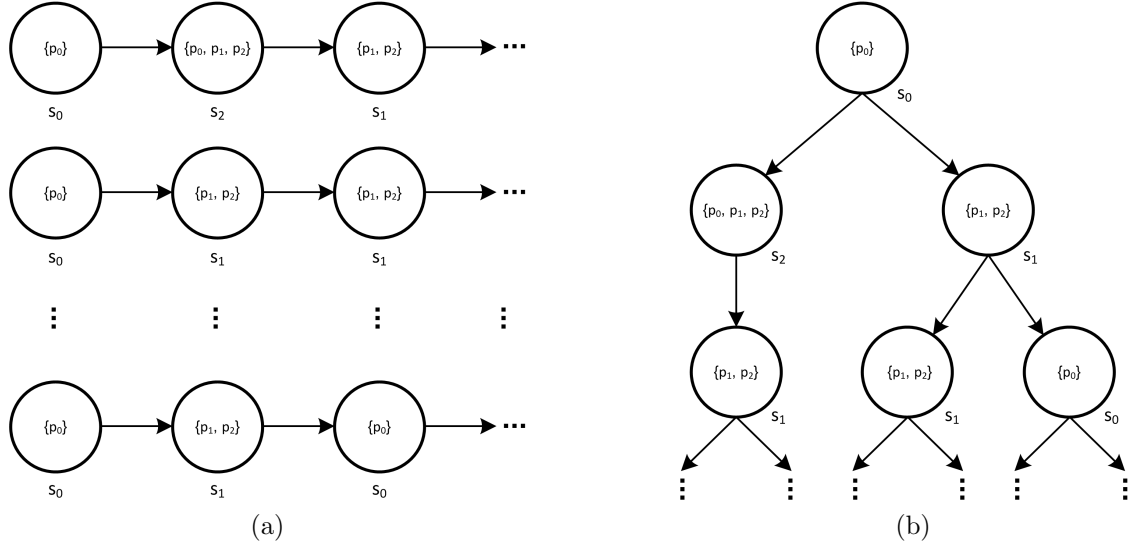 {p₀} {p₀, p₁, p₂} {p₁, p₂} ...
s₀ s₂ s₁
{p₀} {p₁, p₂} {p₁, p₂} ...
s₀ s₁ s₁
{p₀} {p₁, p₂} {p₀} ...
s₀ s₁ s₀
(a)
{p₀}
s₀
{p₀, p₁, p₂} {p₁, p₂}
s₂ s₁
{p₁, p₂} {p₁, p₂} {p₀}
s₁ s₁ s₀
(b)